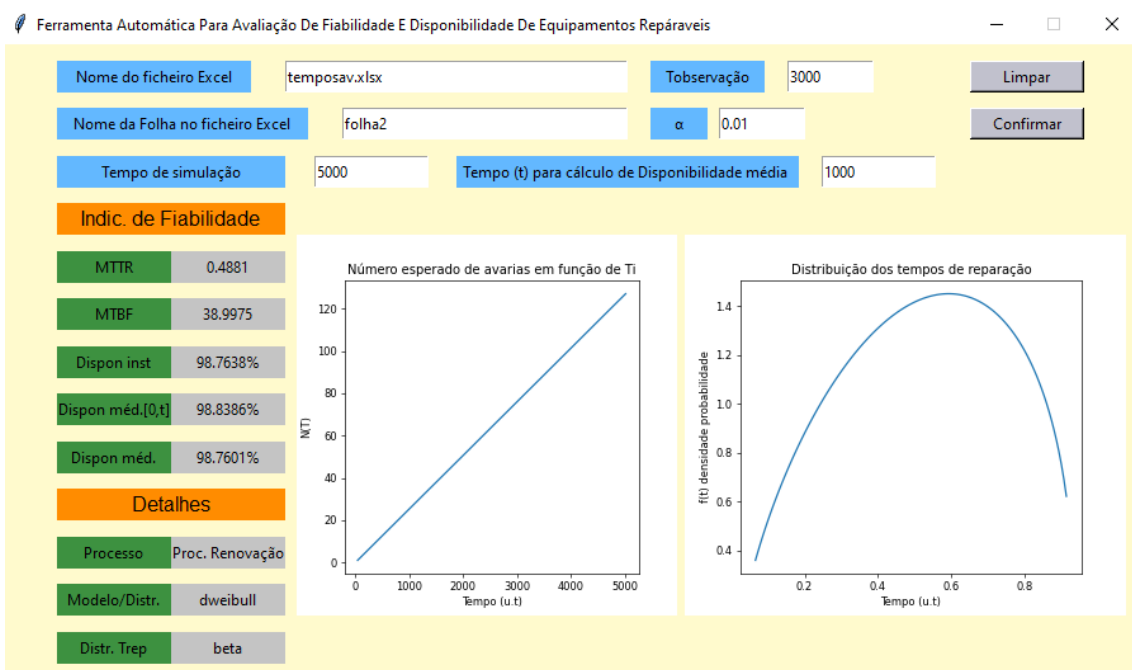 Ferramenta Automática Para Avaliação De Fiabilidade E Disponibilidade De Equipamentos Repáraveis
Nome do ficheiro Excel temposav.xlsx Tobservação 3000 Limpar
Nome da Folha no ficheiro Excel folha2 α 0.01 Confirmar
Tempo de simulação 5000 Tempo (t) para cálculo de Disponibilidade média 1000
Indic. de Fiabilidade
MTTR 0.4881
MTBF 38.9975
Dispon inst 98.7638%
Dispon méd.[0,t] 98.8386%
Dispon méd. 98.7601%
Detalhes
Processo Proc. Renovação
Modelo/Distr. dweibull
Distr. Trep beta
Número esperado de avarias em função de Ti
N(T)
120
100
80
60
40
20
0
0 1000 2000 3000 4000 5000
Tempo (u.t)
Distribuição dos tempos de reparação
f(t) densidade probabilidade
1.4
1.2
1.0
0.8
0.6
0.4
0.2 0.4 0.6 0.8
Tempo (u.t)